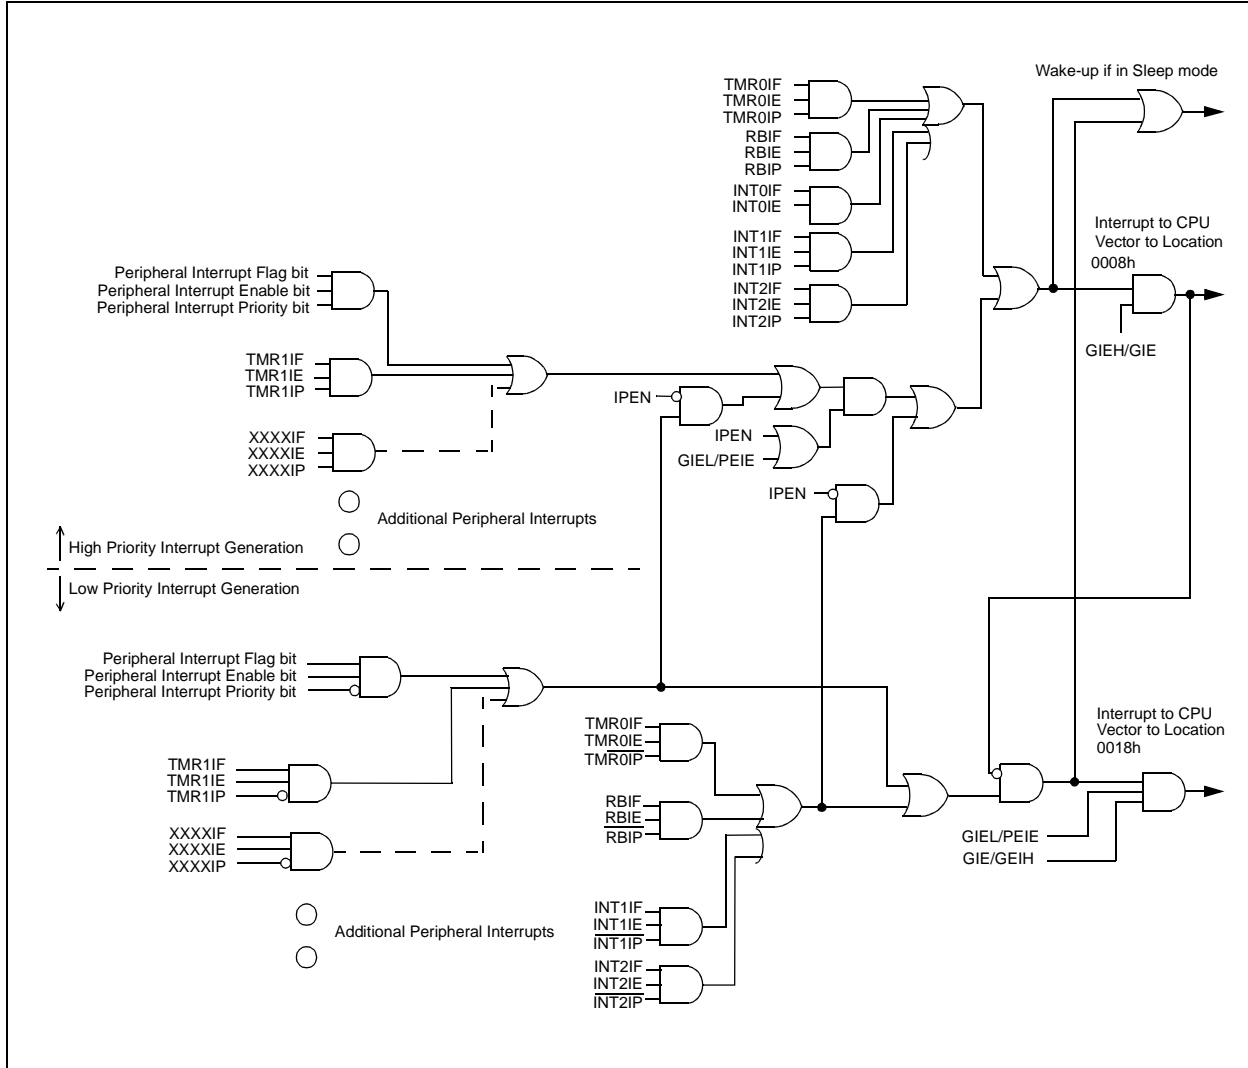 Wake-up if in Sleep mode
TMR0IF
TMR0IE
TMR0IP
RBIF
RBIE
RBIP
INT0IF
INT0IE
INT1IF
INT1IE
INT1IP
INT2IF
INT2IE
INT2IP
Interrupt to CPU
Vector to Location
0008h
GIEH/GIE
Peripheral Interrupt Flag bit
Peripheral Interrupt Enable bit
Peripheral Interrupt Priority bit
TMR1IF
TMR1IE
TMR1IP
XXXXIF
XXXXIE
XXXXIP
IPEN
IPEN
GIEL/PEIE
IPEN
Additional Peripheral Interrupts
High Priority Interrupt Generation
Low Priority Interrupt Generation
Peripheral Interrupt Flag bit
Peripheral Interrupt Enable bit
Peripheral Interrupt Priority bit
TMR1IF
TMR1IE
TMR1IP
XXXXIF
XXXXIE
XXXXIP
Additional Peripheral Interrupts
TMR0IF
TMR0IE
TMR0IP
RBIF
RBIE
RBIP
INT1IF
INT1IE
INT1IP
INT2IF
INT2IE
INT2IP
Interrupt to CPU
Vector to Location
0018h
GIEL/PEIE
GIE/GEIH